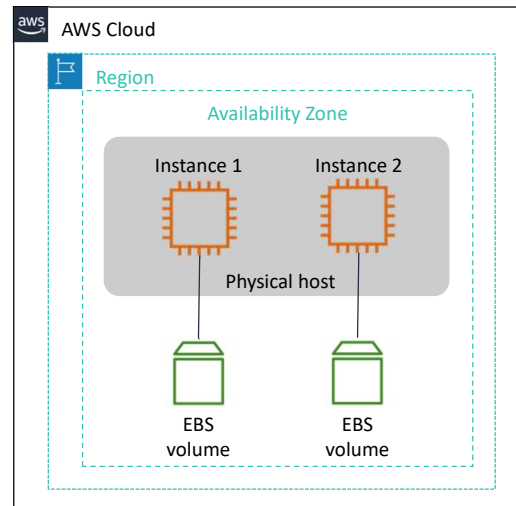 aws
AWS Cloud
Region
Availability Zone
Instance 1
Instance 2
Physical host
EBS
volume
EBS
volume